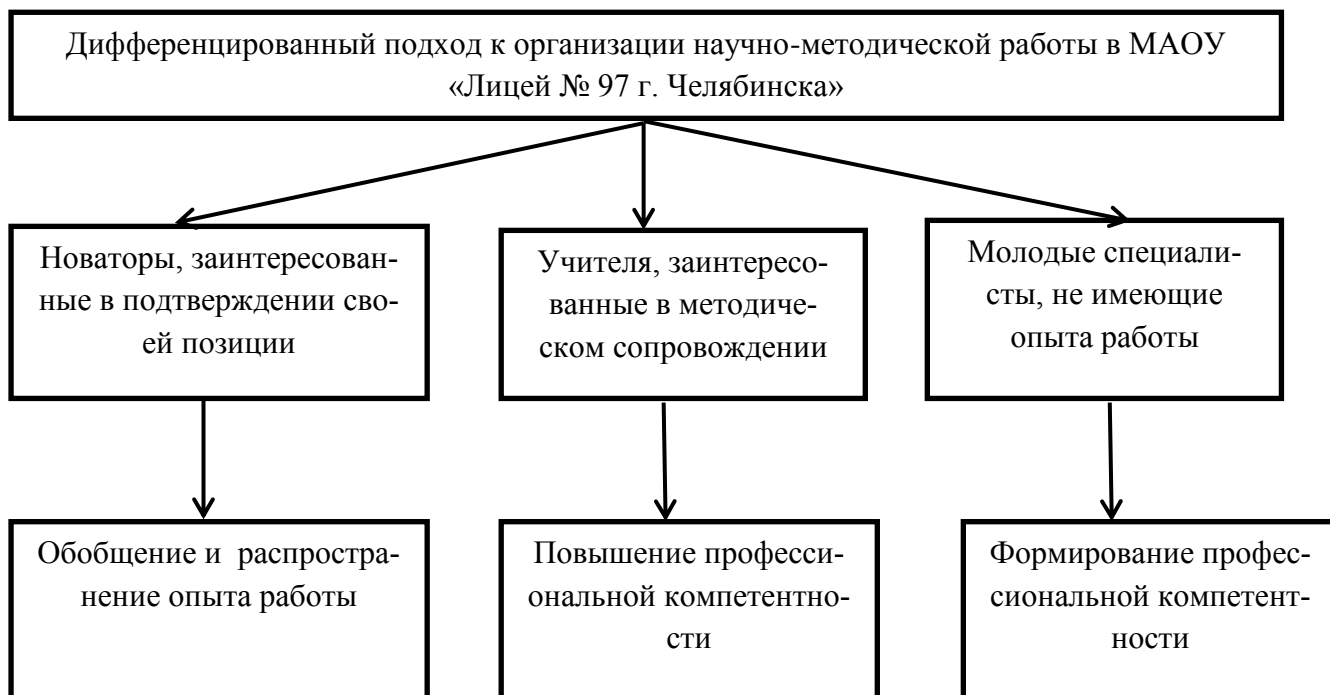 Дифференцированный подход к организации научно-методической работы в МАОУ
«Лицей № 97 г. Челябинска»
Новаторы, заинтересован-
ные в подтверждении сво-
ей позиции
Учителя, заинтересо-
ванные в методиче-
ском сопровождении
Молодые специали-
сты, не имеющие
опыта работы
Обобщение и распростра-
нение опыта работы
Повышение професси-
ональной компетентно-
сти
Формирование профес-
сиональной компетент-
ности